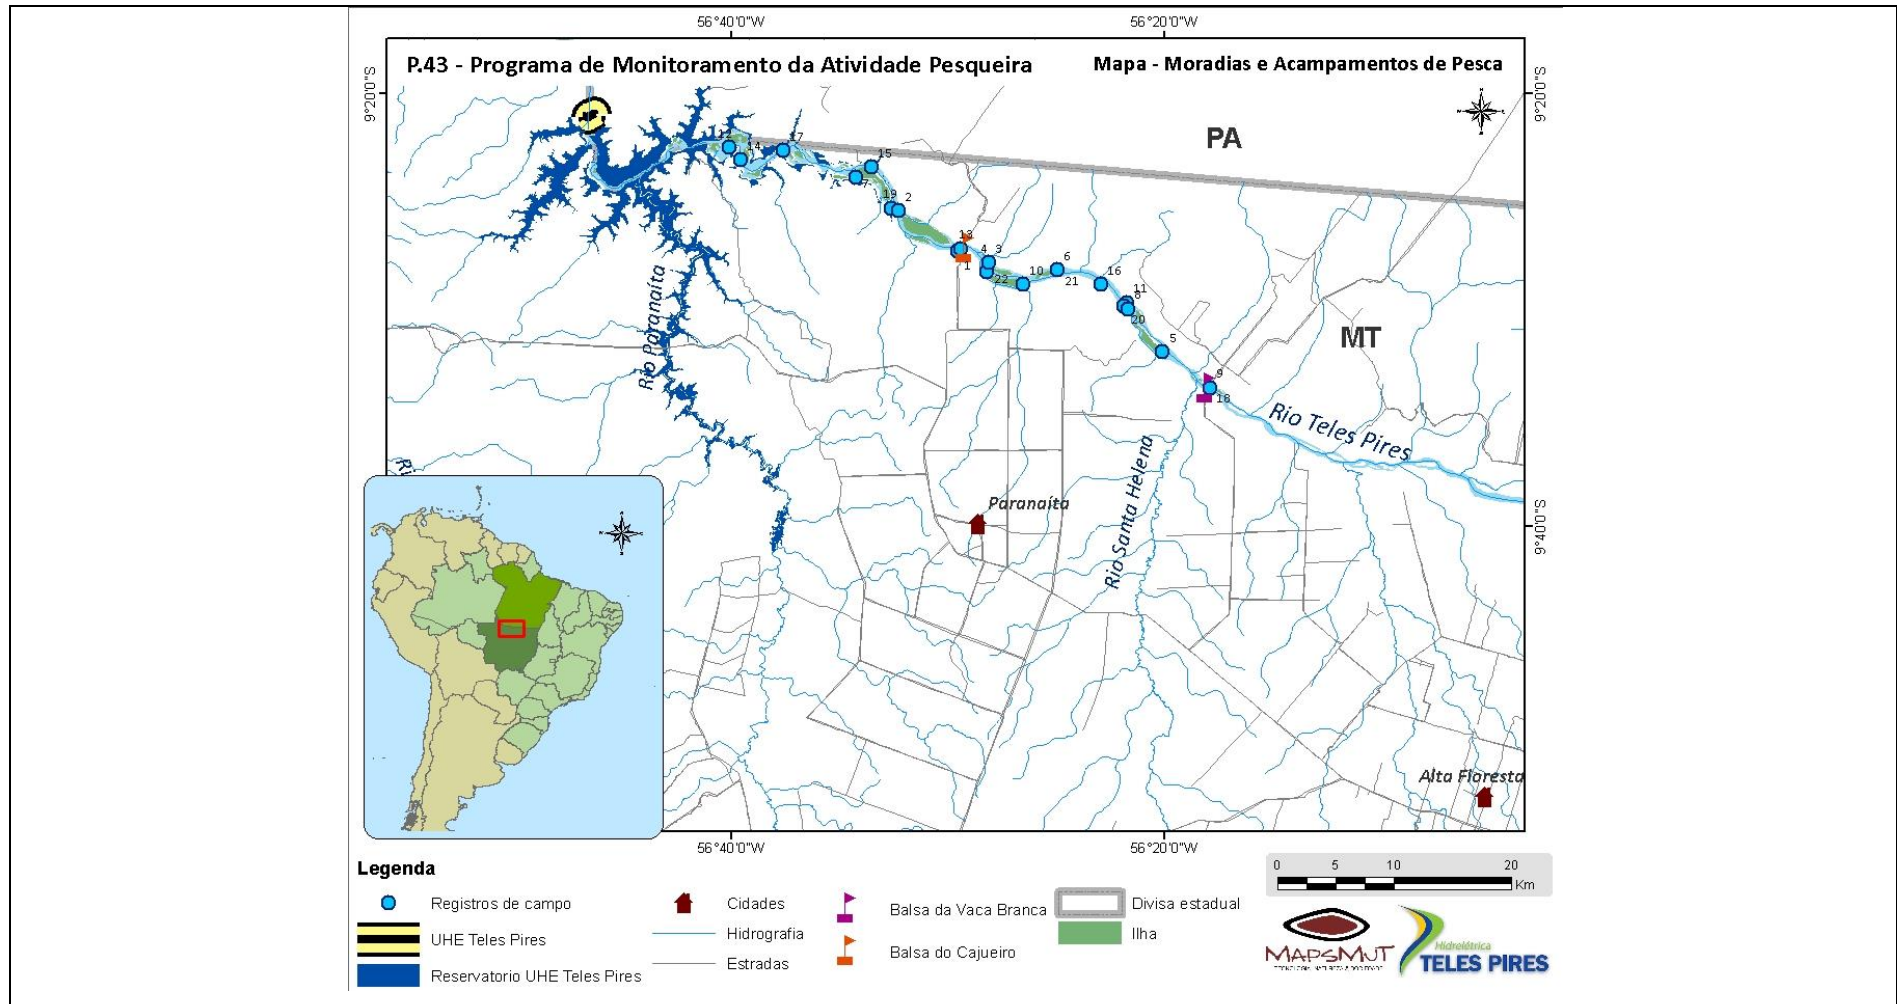 56°40'0"W
56°20'0"W
P.43 - Programa de Monitoramento da Atividade Pesqueira
Mapa - Moradias e Acampamentos de Pesca
9°20'0"S
9°20'0"S
PA
12
14
17
15
7
19
2
13
1
4
3
22
10
6
21
16
11
8
20
5
9
18
MT
Rio Paranaíta
Rio Teles Pires
Rio Santa Helena
Paranaíta
9°40'0"S
Alta Floresta
56°40'0"W
56°20'0"W
Legenda
Registros de campo
UHE Teles Pires
Reservatorio UHE Teles Pires
Cidades
Hidrografia
Estradas
Balsa da Vaca Branca
Balsa do Cajueiro
Divisa estadual
Ilha
0 5 10 20
Km
MAPSMUT
TECNOLOGIA, NATUREZA & SOCIEDADE
Hidrelétrica
TELES PIRES